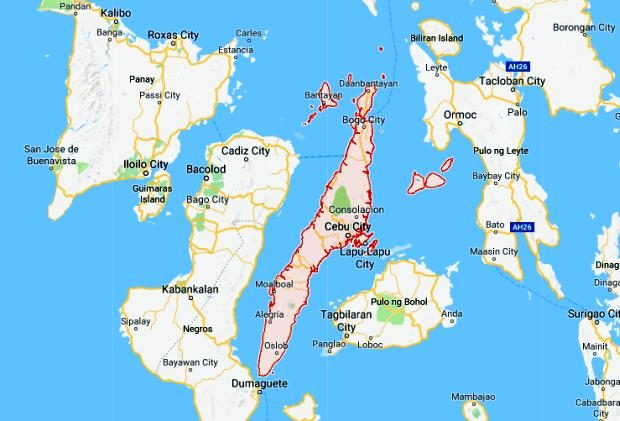 Pandan
Kalibo
Banga
Roxas City
Carles
Estancia
Biliran Island
Borongan City
AH26
Leyte
Tacloban City
Panay
Passi City
Daanbantayan
Bantayan
Bogo City
Ormoc
Palo
San Jose de
Buenavista
Iloilo City
Cadiz City
Pulo ng Leyte
Bacolod
Guimaras
Island
Bago City
Baybay City
Consolacion
Cebu City
Lapu-Lapu
City
Bato
AH26
Maasin City
Dinag
Dinaga
Kabankalan
Moalboal
Pulo ng Bohol
Alegria
Tagbilaran
City
Anda
Surigao City
Sipalay
Negros
Oslob
Panglao
Loboc
Mainit
Bayawan City
Dumaguete
Jabonga
Mambajao
Cabadbara
City